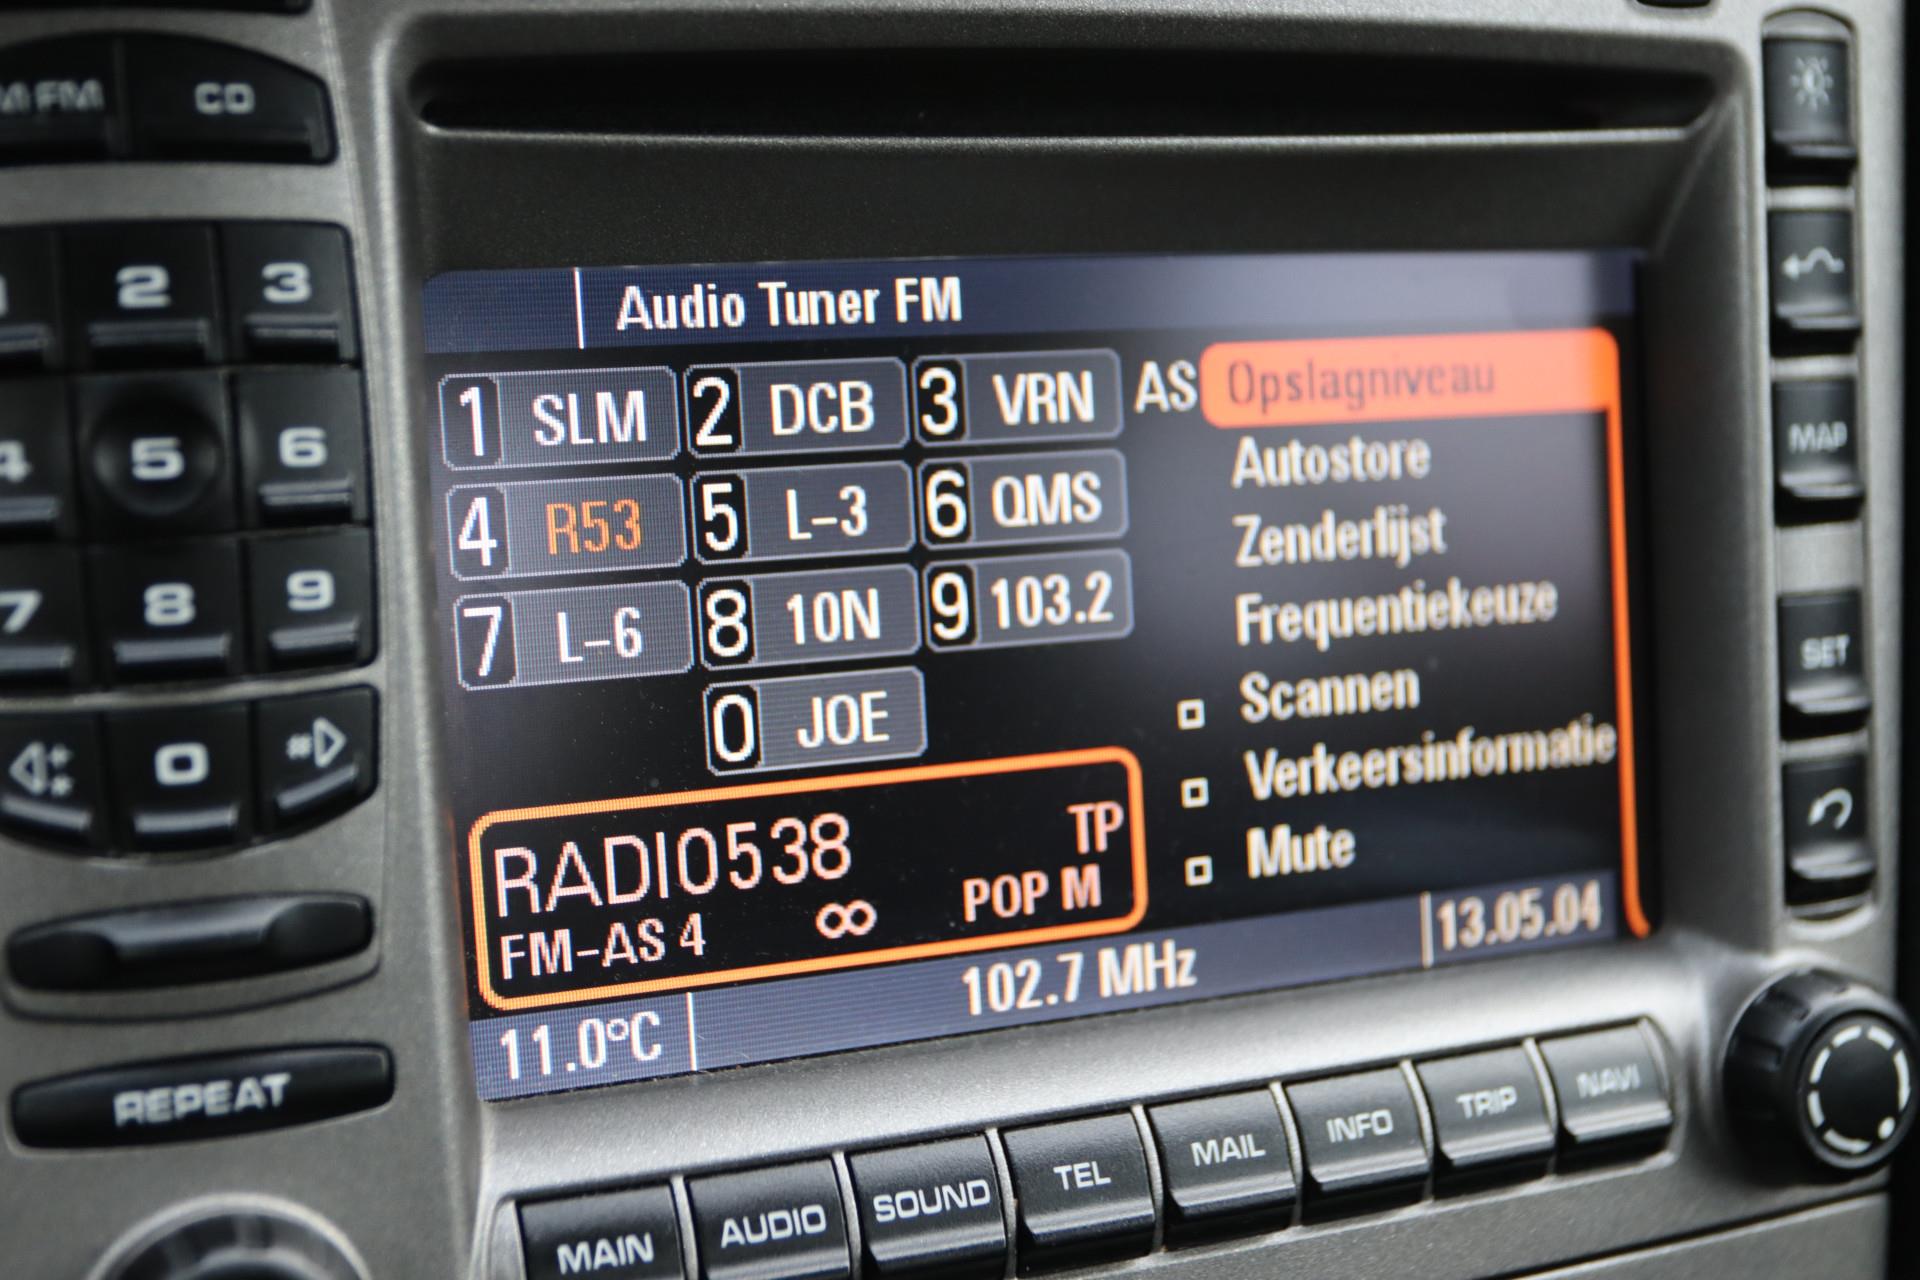 FM CD
2 3
4 5 6
7 8 9
0
REPEAT
Audio Tuner FM
1 SLM 2 DCB 3 VRN AS Opslagniveau
Autostore
4 R53 5 L-3 6 QMS
Zenderlijst
7 L-6 8 10N 9 103.2
Frequentiekeuze
0 JOE
Scannen
Verkeersinformatie
Mute
RADIO538 TP
FM-AS 4 ∞ POP M
11.0°C 102.7 MHz 13.05.04
MAP
SET
MAIN AUDIO SOUND TEL MAIL INFO TRIP NAVI